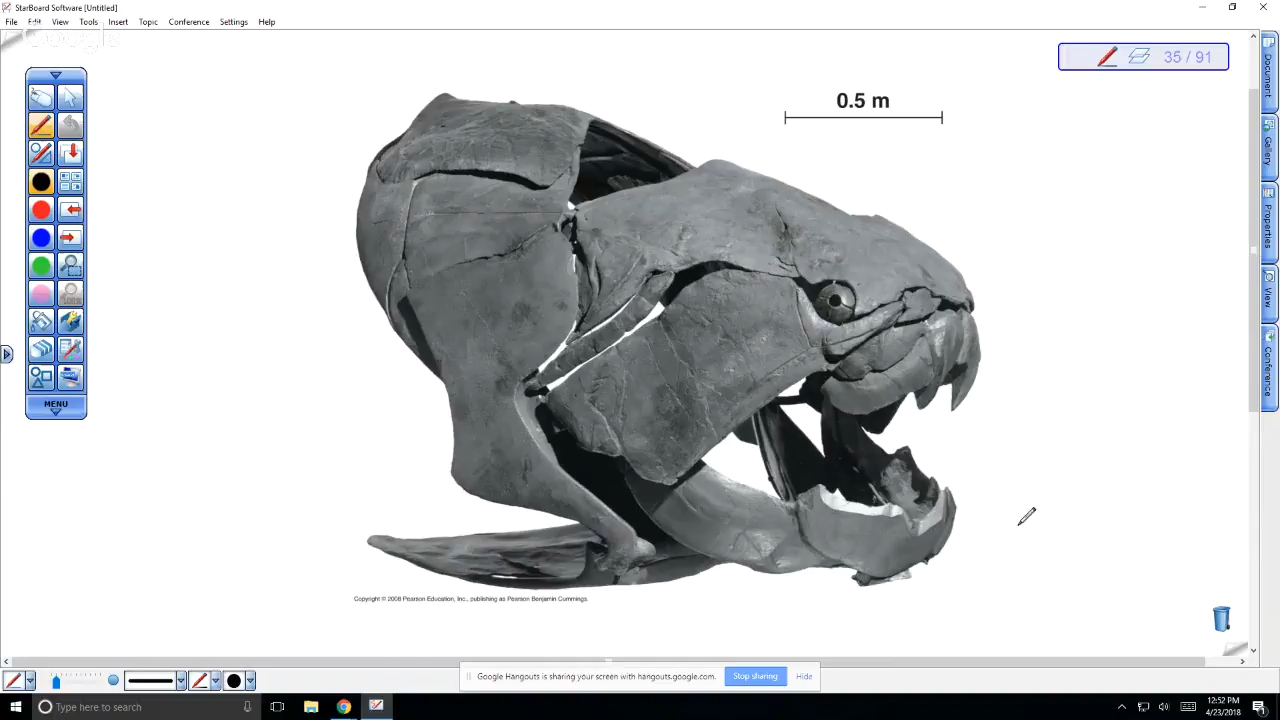 StarBoard Software [Untitled]
File Edit View Tools Insert Topic Conference Settings Help
35 / 91
0.5 m
Document
Gallery
Properties
View
Conference
MENU
Copyright © 2008 Pearson Education, Inc., publishing as Pearson Benjamin Cummings.
Google Hangouts is sharing your screen with hangouts.google.com. Stop sharing Hide
Type here to search
12:52 PM
4/23/2018